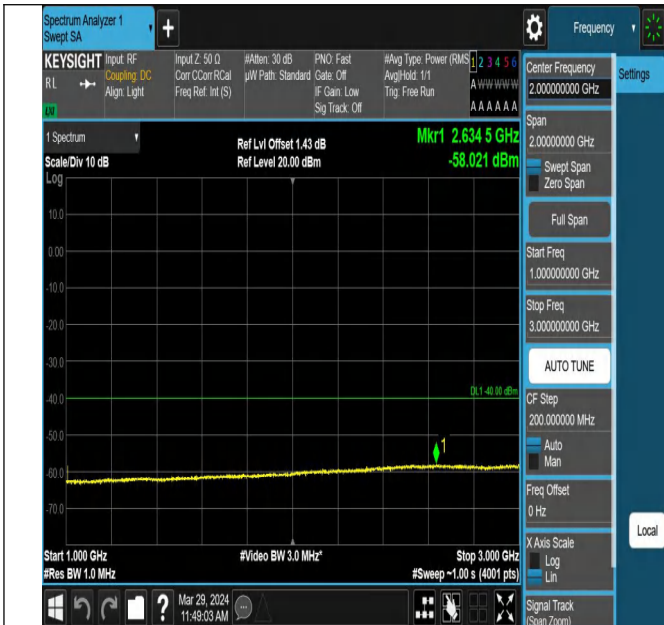 Spectrum Analyzer 1
Swept SA
Frequency
KEYSIGHT
RL
LXI
Input: RF
Coupling: DC
Align: Light
Input Z: 50 Ω
Corr CCorr RCal
Freq Ref: Int (S)
#Atten: 30 dB
µW Path: Standard
PNO: Fast
Gate: Off
IF Gain: Low
Sig Track: Off
#Avg Type: Power (RMS
Avg|Hold: 1/1
Trig: Free Run
1 2 3 4 5 6
A W W W W W
A A A A A A
Center Frequency
2.000000000 GHz
Settings
Span
2.00000000 GHz
Swept Span
Zero Span
Full Span
Start Freq
1.000000000 GHz
Stop Freq
3.000000000 GHz
AUTO TUNE
CF Step
200.000000 MHz
Auto
Man
Freq Offset
0 Hz
X Axis Scale
Log
Lin
Local
Signal Track
(Span Zoom)
1 Spectrum
Scale/Div 10 dB
Ref Lvl Offset 1.43 dB
Ref Level 20.00 dBm
Mkr1 2.634 5 GHz
-58.021 dBm
Log
10.0
0.00
-20.0
-30.0
-40.0
DL1 -40.00 dBm
-50.0
1
-60.0
-70.0
Start 1.000 GHz
#Res BW 1.0 MHz
#Video BW 3.0 MHz*
Stop 3.000 GHz
#Sweep ~1.00 s (4001 pts)
?
Mar 29, 2024
11:49:03 AM